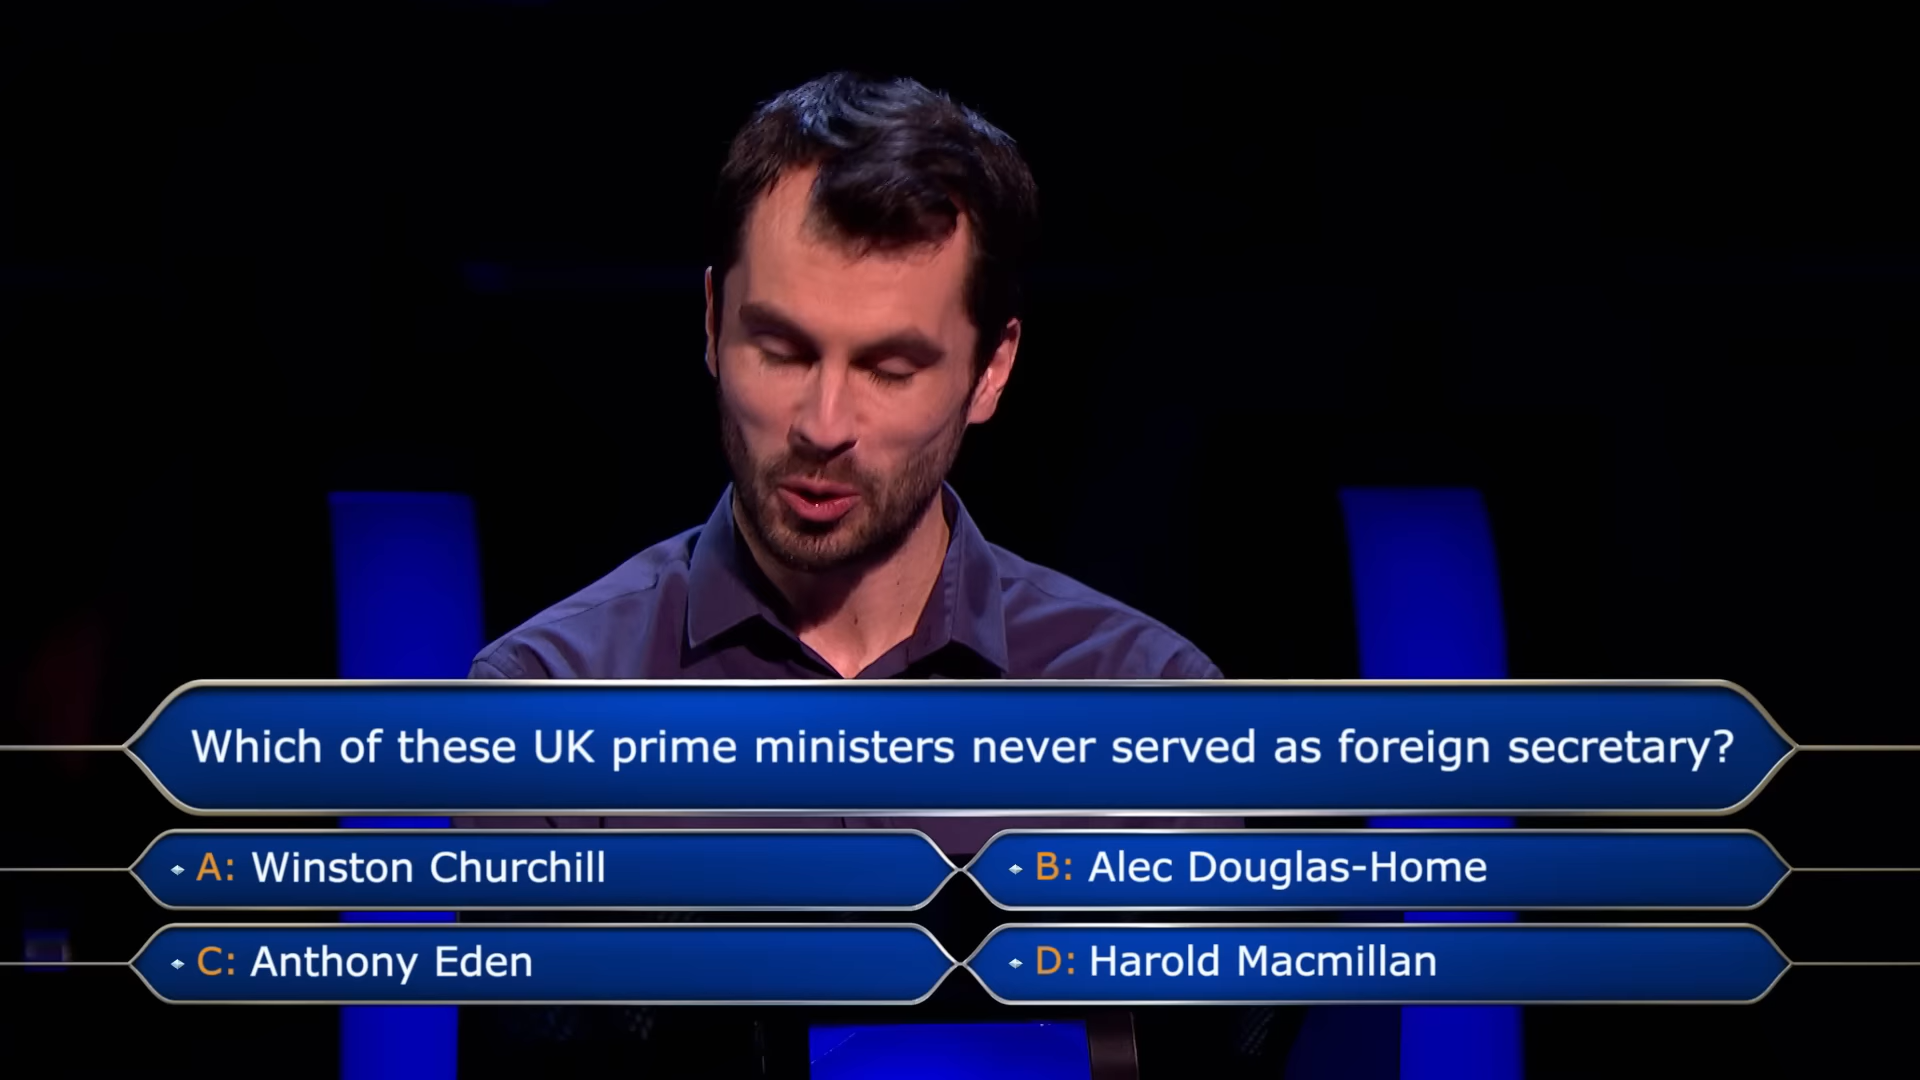 Which of these UK prime ministers never served as foreign secretary?
A: Winston Churchill
B: Alec Douglas-Home
C: Anthony Eden
D: Harold Macmillan